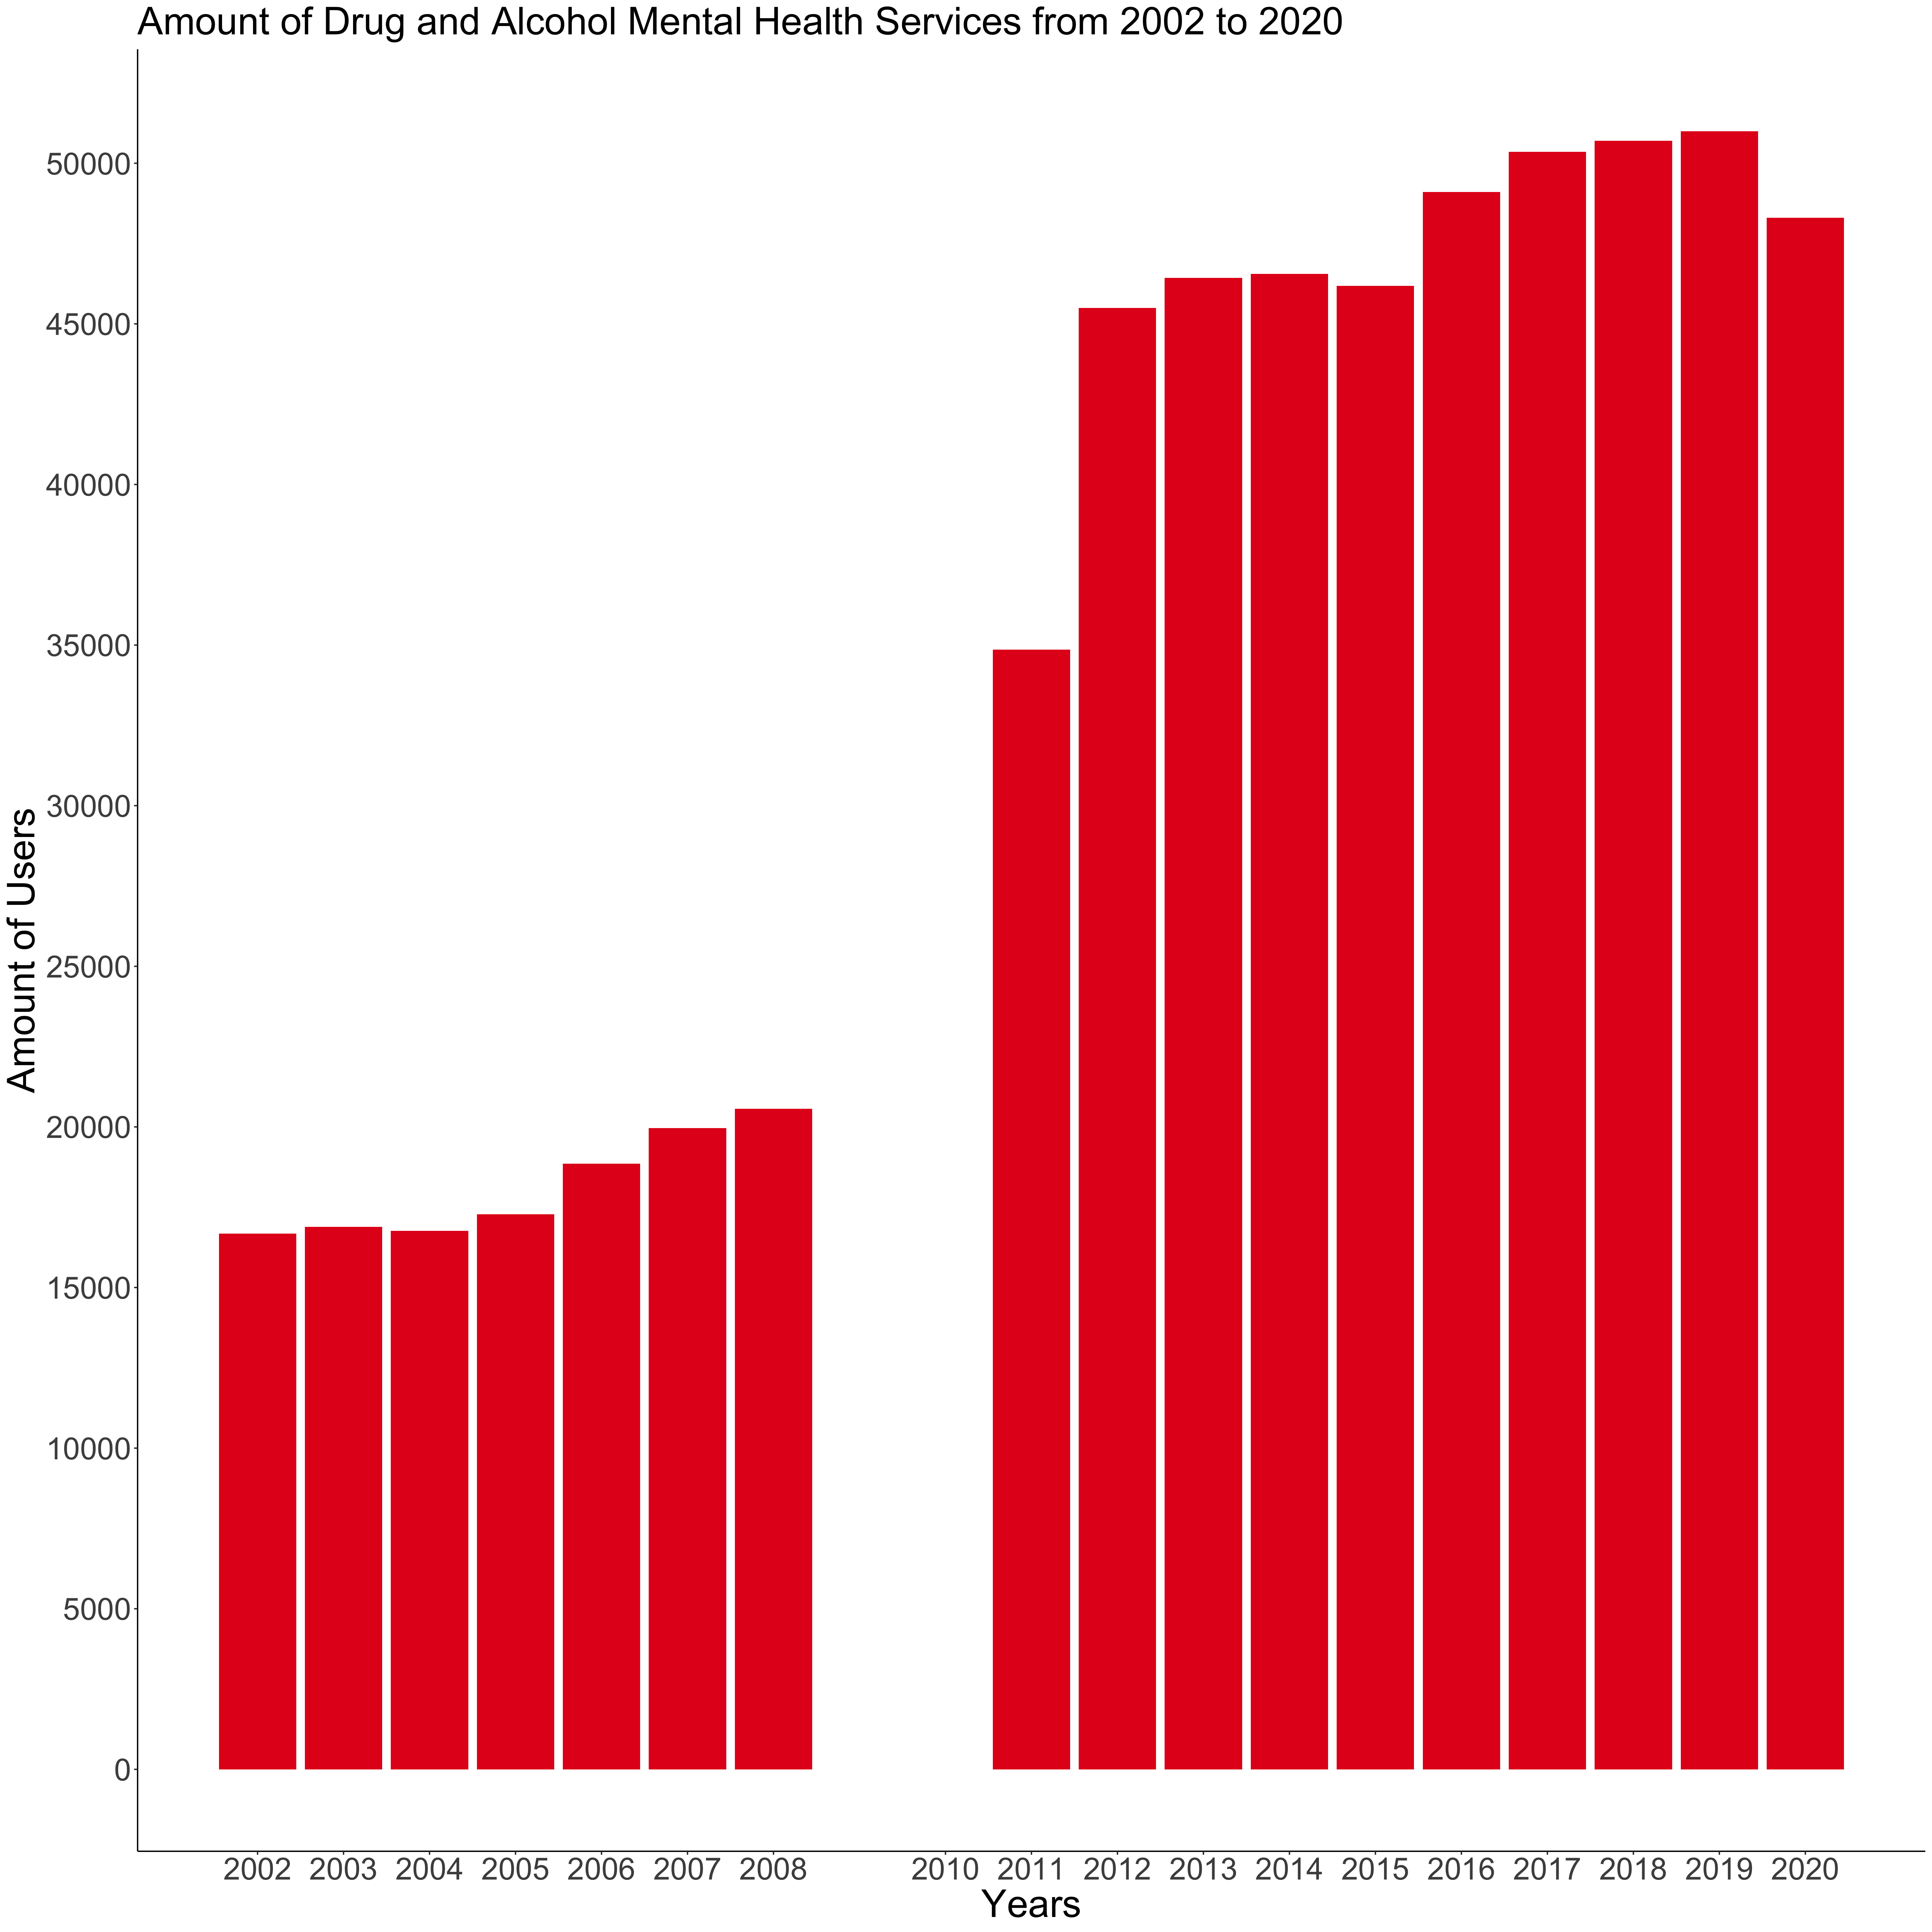 Amount of Drug and Alcohol Mental Health Services from 2002 to 2020
Amount of Users
50000
45000
40000
35000
30000
25000
20000
15000
10000
5000
0
2002 2003 2004 2005 2006 2007 2008 2010 2011 2012 2013 2014 2015 2016 2017 2018 2019 2020
Years